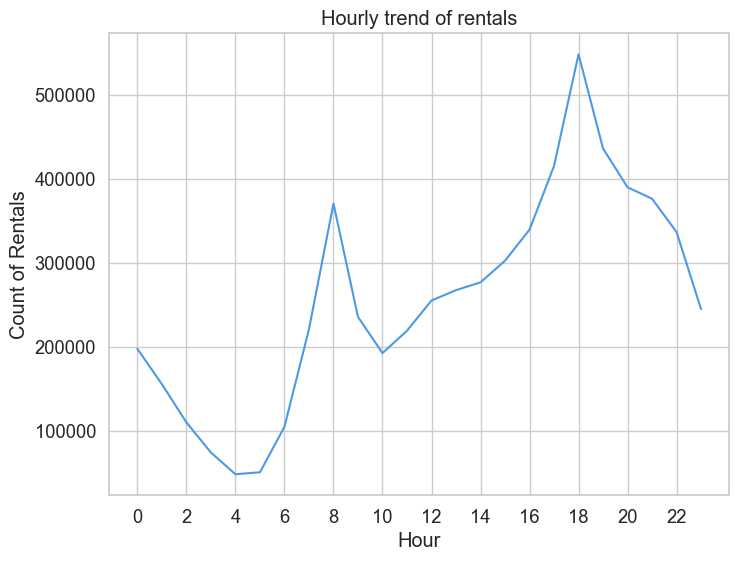 Hourly trend of rentals
Count of Rentals
500000
400000
300000
200000
100000
0 2 4 6 8 10 12 14 16 18 20 22
Hour